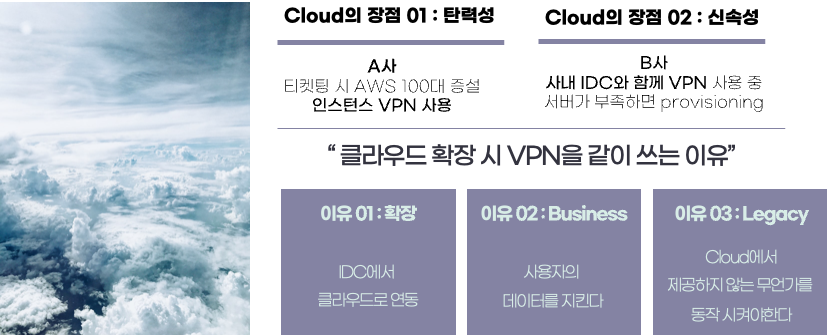 Cloud의 장점 01 : 탄력성
A사
티켓팅 시 AWS 100대 증설
인스턴스 VPN 사용
Cloud의 장점 02 : 신속성
B사
사내 IDC와 함께 VPN 사용 중
서버가 부족하면 provisioning
“ 클라우드 확장 시 VPN을 같이 쓰는 이유”
이유 01 : 확장
IDC에서
클라우드로 연동
이유 02 : Business
사용자의
데이터를 지킨다
이유 03 : Legacy
Cloud에서
제공하지 않는 무언가를
동작 시켜야한다